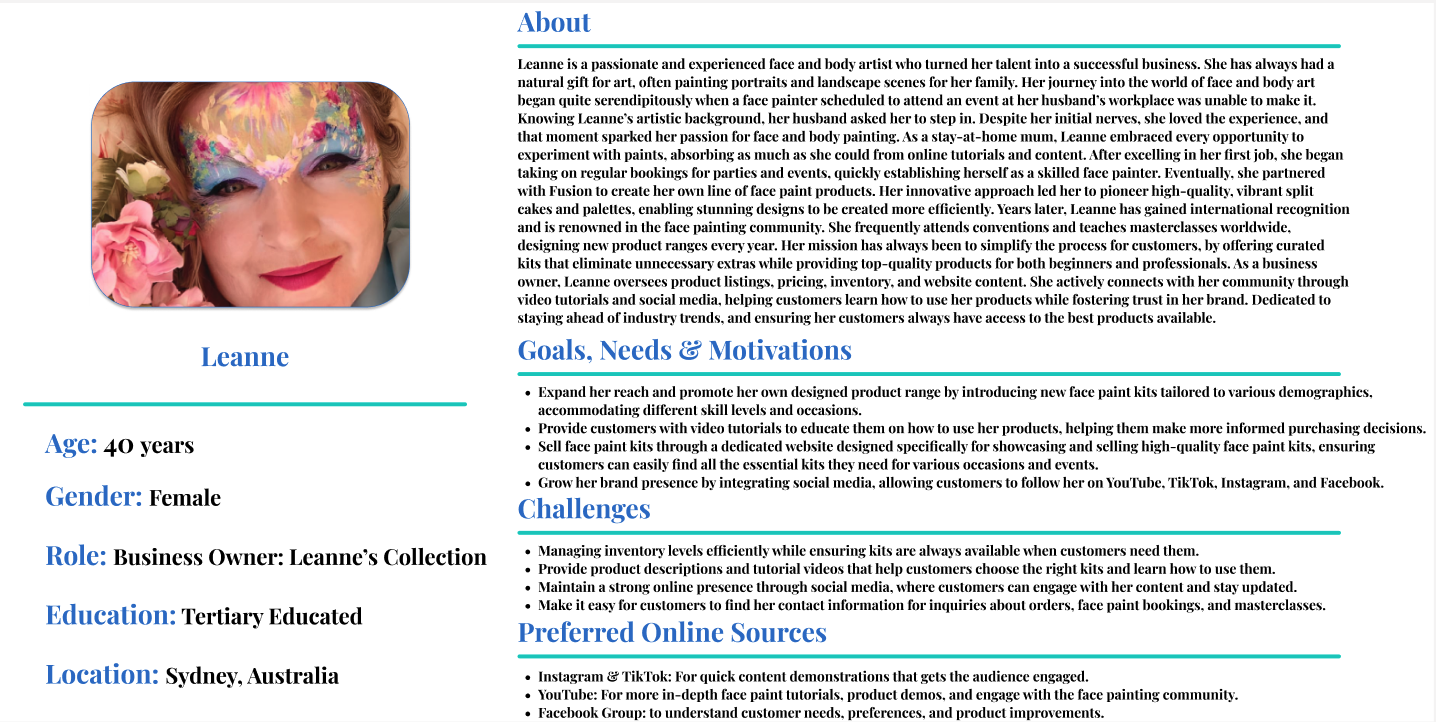 Leanne
Age: 40 years
Gender: Female
Role: Business Owner: Leanne's Collection
Education: Tertiary Educated
Location: Sydney, Australia
About
Leanne is a passionate and experienced face and body artist who turned her talent into a successful business. She has always had a
natural gift for art, often painting portraits and landscape scenes for her family. Her journey into the world of face and body art
began quite serendipitously when a face painter scheduled to attend an event at her husband's workplace was unable to make it.
Knowing Leanne's artistic background, her husband asked her to step in. Despite her initial nerves, she loved the experience, and
that moment sparked her passion for face and body painting. As a stay-at-home mum, Leanne embraced every opportunity to
experiment with paints, absorbing as much as she could from online tutorials and content. After excelling in her first job, she began
taking on regular bookings for parties and events, quickly establishing herself as a skilled face painter. Eventually, she partnered
with Fusion to create her own line of face paint products. Her innovative approach led her to pioneer high-quality, vibrant split
cakes and palettes, enabling stunning designs to be created more efficiently. Years later, Leanne has gained international recognition
and is renowned in the face painting community. She frequently attends conventions and teaches masterclasses worldwide,
designing new product ranges every year. Her mission has always been to simplify the process for customers, by offering curated
kits that eliminate unnecessary extras while providing top-quality products for both beginners and professionals. As a business
owner, Leanne oversees product listings, pricing, inventory, and website content. She actively connects with her community through
video tutorials and social media, helping customers learn how to use her products while fostering trust in her brand. Dedicated to
staying ahead of industry trends, and ensuring her customers always have access to the best products available.
Goals, Needs & Motivations
• Expand her reach and promote her own designed product range by introducing new face paint kits tailored to various demographics,
accommodating different skill levels and occasions.
• Provide customers with video tutorials to educate them on how to use her products, helping them make more informed purchasing decisions.
• Sell face paint kits through a dedicated website designed specifically for showcasing and selling high-quality face paint kits, ensuring
customers can easily find all the essential kits they need for various occasions and events.
• Grow her brand presence by integrating social media, allowing customers to follow her on YouTube, TikTok, Instagram, and Facebook.
Challenges
• Managing inventory levels efficiently while ensuring kits are always available when customers need them.
• Provide product descriptions and tutorial videos that help customers choose the right kits and learn how to use them.
• Maintain a strong online presence through social media, where customers can engage with her content and stay updated.
• Make it easy for customers to find her contact information for inquiries about orders, face paint bookings, and masterclasses.
Preferred Online Sources
• Instagram & TikTok: For quick content demonstrations that gets the audience engaged.
• YouTube: For more in-depth face paint tutorials, product demos, and engage with the face painting community.
• Facebook Group: to understand customer needs, preferences, and product improvements.